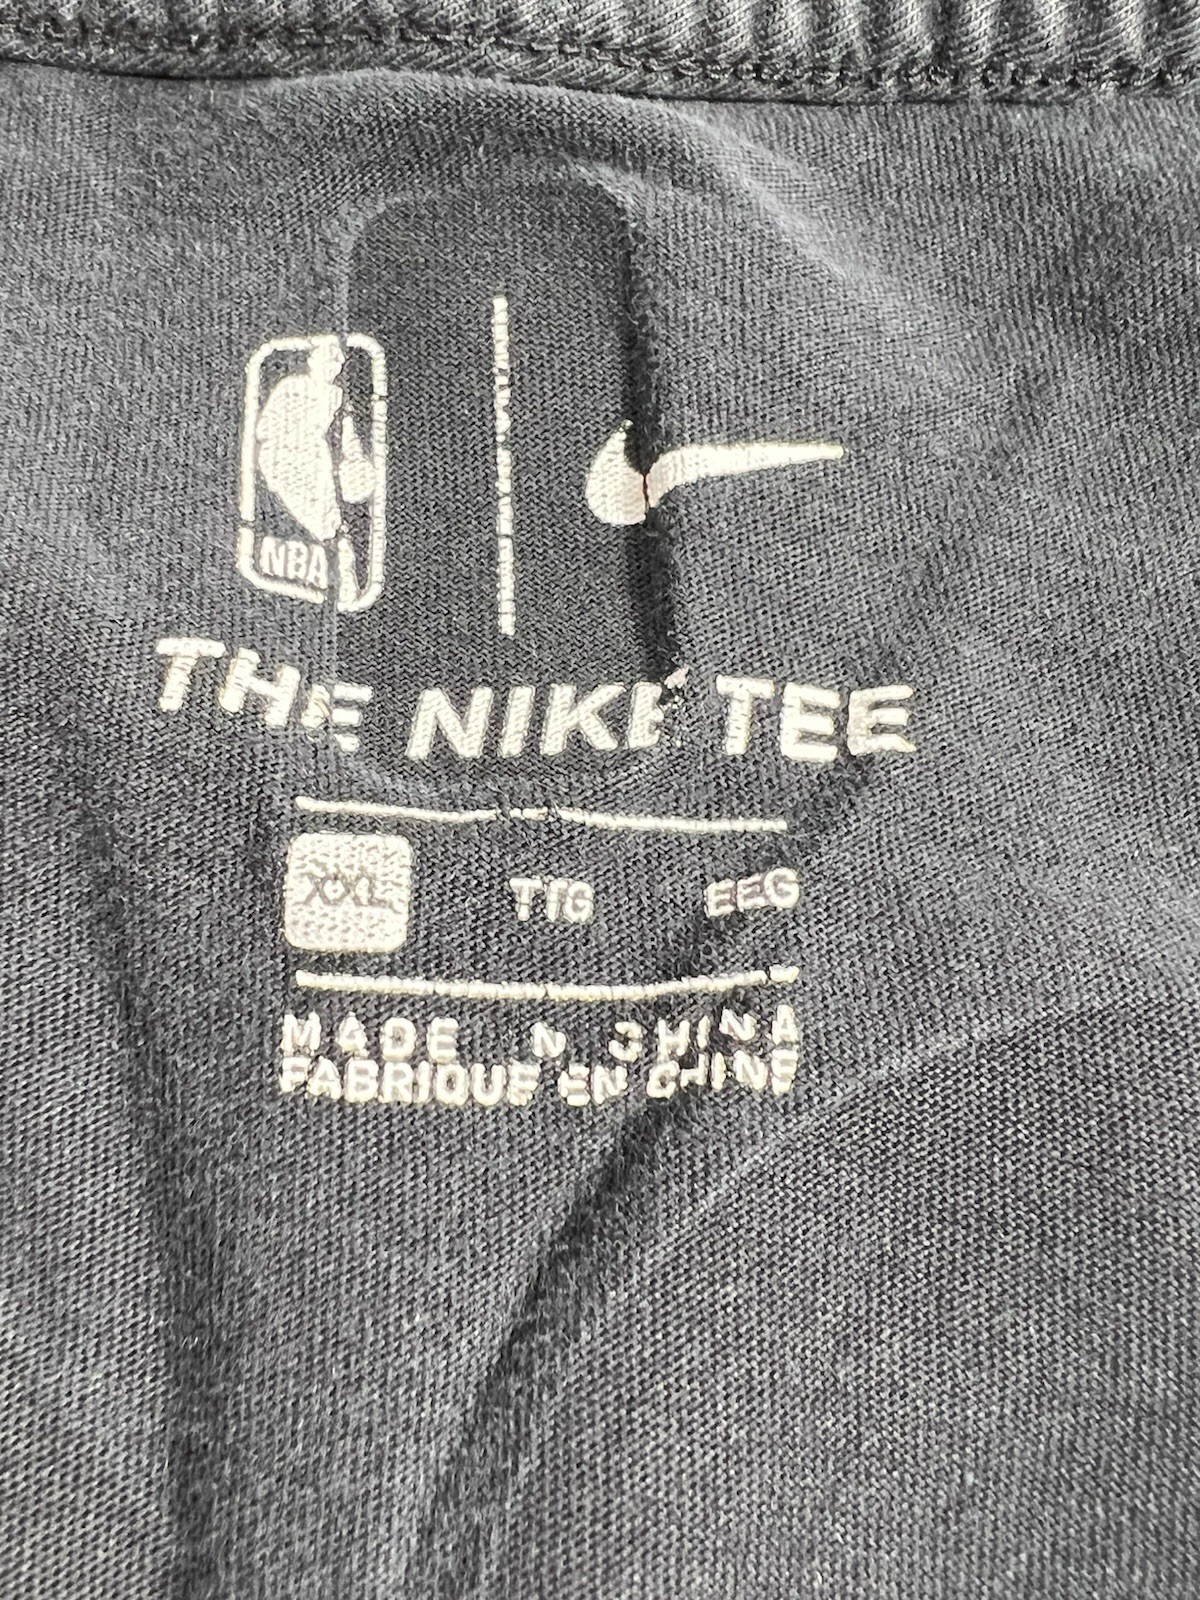 NBA
THE NIKE TEE
XXL TTG EEG
MADE IN CHINA
FABRIQUE EN CHINE